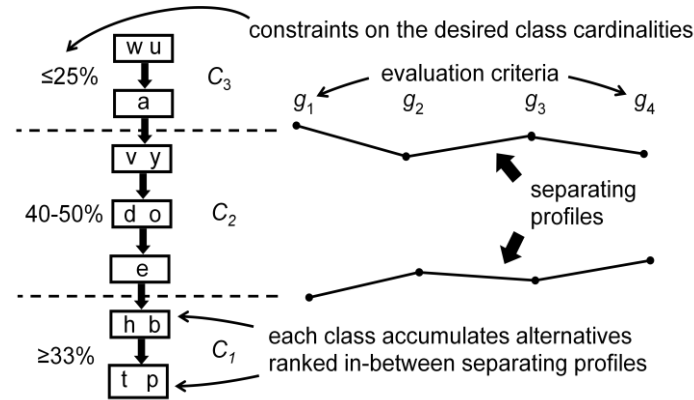 constraints on the desired class cardinalities
w u
≤25%
C3
evaluation criteria
a
g1 g2 g3 g4
v y
separating
profiles
40-50%
d o
C2
e
h b
each class accumulates alternatives
ranked in-between separating profiles
≥33%
C1
t p